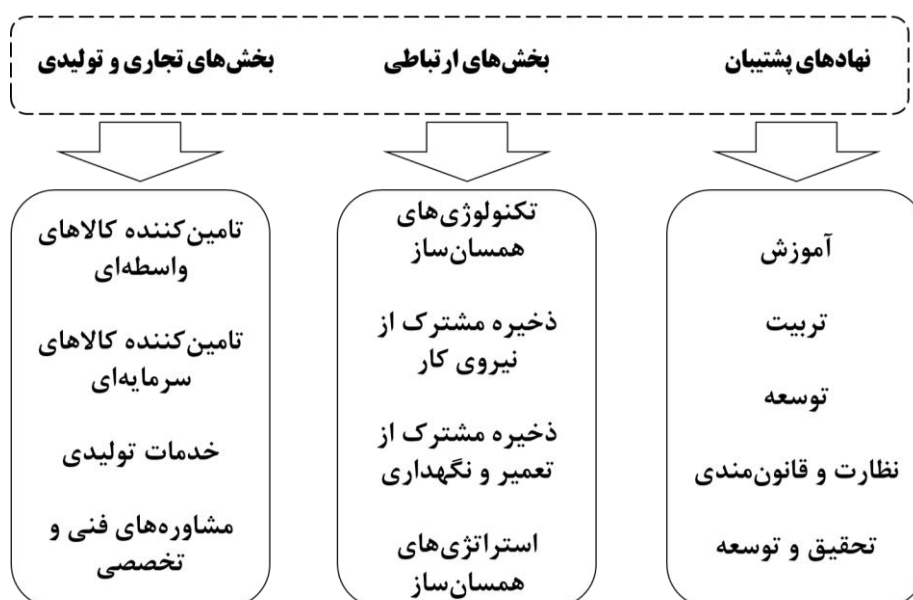 نهادهای پشتیبان
بخش‌های ارتباطی
بخش‌های تجاری و تولیدی
آموزش
تربیت
توسعه
نظارت و قانون‌مندی
تحقیق و توسعه
تکنولوژی‌های
همسان‌ساز
ذخیره مشترک از
نیروی کار
ذخیره مشترک از
تعمیر و نگهداری
استراتژی‌های
همسان‌ساز
تامین‌کننده کالاهای
واسطه‌ای
تامین‌کننده کالاهای
سرمایه‌ای
خدمات تولیدی
مشاوره‌های فنی و
تخصصی